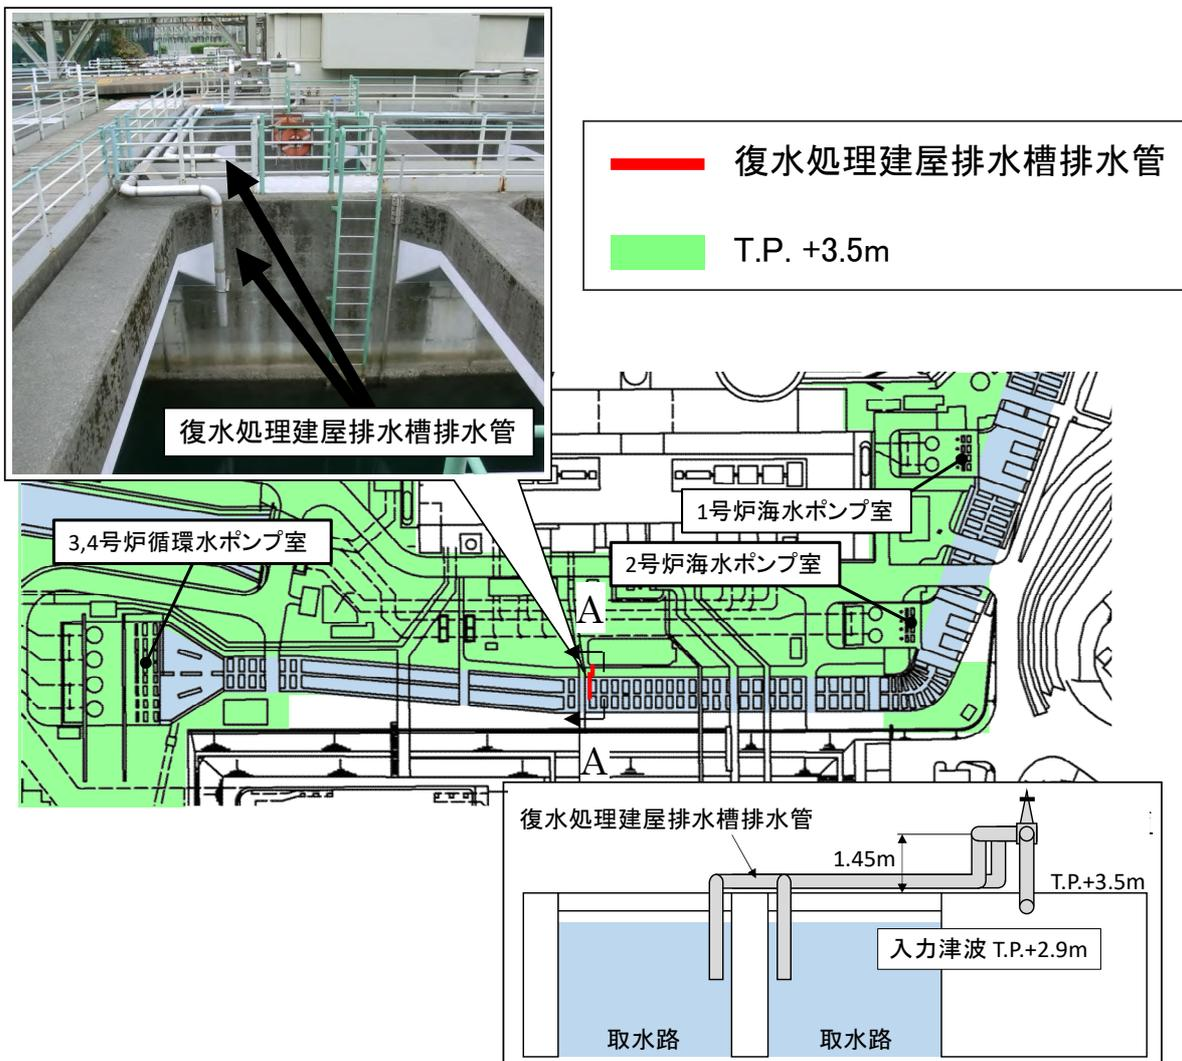 復水処理建屋排水槽排水管
T.P. +3.5m
復水処理建屋排水槽排水管
1号炉海水ポンプ室
3,4号炉循環水ポンプ室
2号炉海水ポンプ室
A
A
復水処理建屋排水槽排水管
1.45m
T.P.+3.5m
入力津波 T.P.+2.9m
取水路
取水路